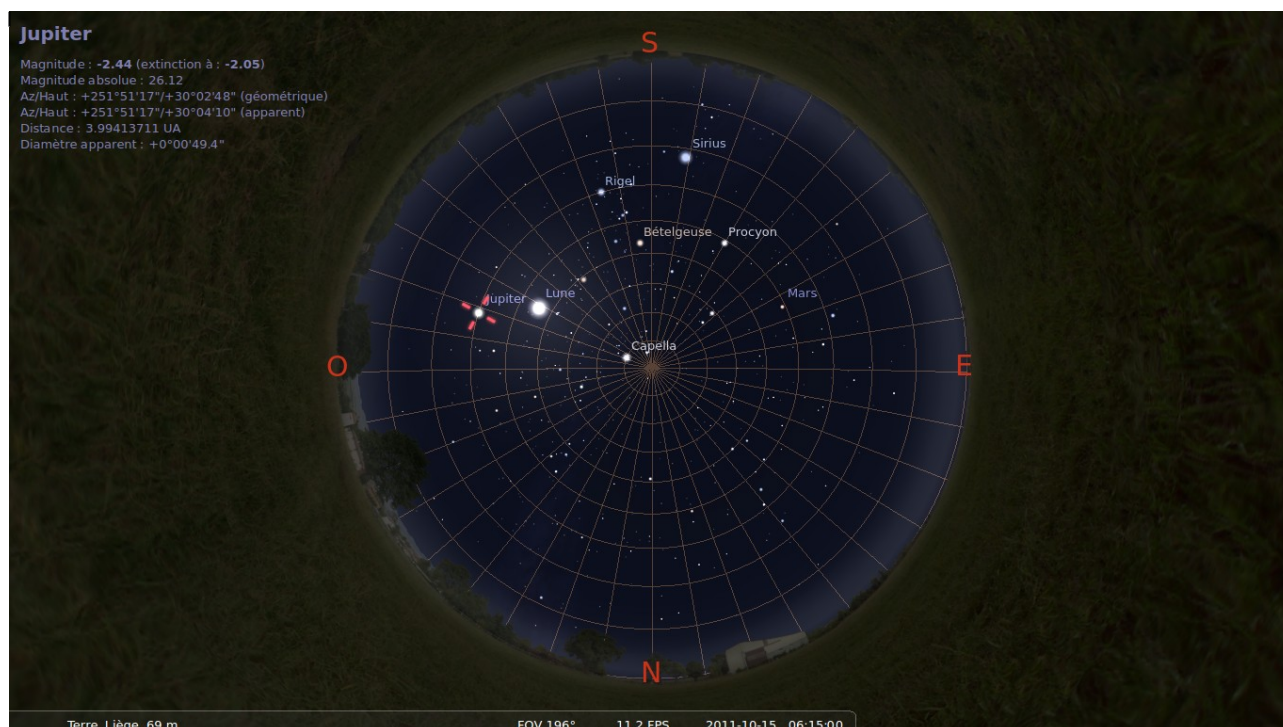 Jupiter
Magnitude : -2.44 (extinction à : -2.05)
Magnitude absolue : 26.12
Az/Haut : +251°51'17"/+30°02'48" (géométrique)
Az/Haut : +251°51'17"/+30°04'10" (apparent)
Distance : 3.99413711 UA
Diamètre apparent : +0°00'49.4"
S
Sirius
Rigel
Bételgeuse
Procyon
Jupiter
Lune
Mars
Capella
O
E
N
Terre, Liège, 69 m
FOV 196°
11.2 FPS
2011-10-15 06:15:00